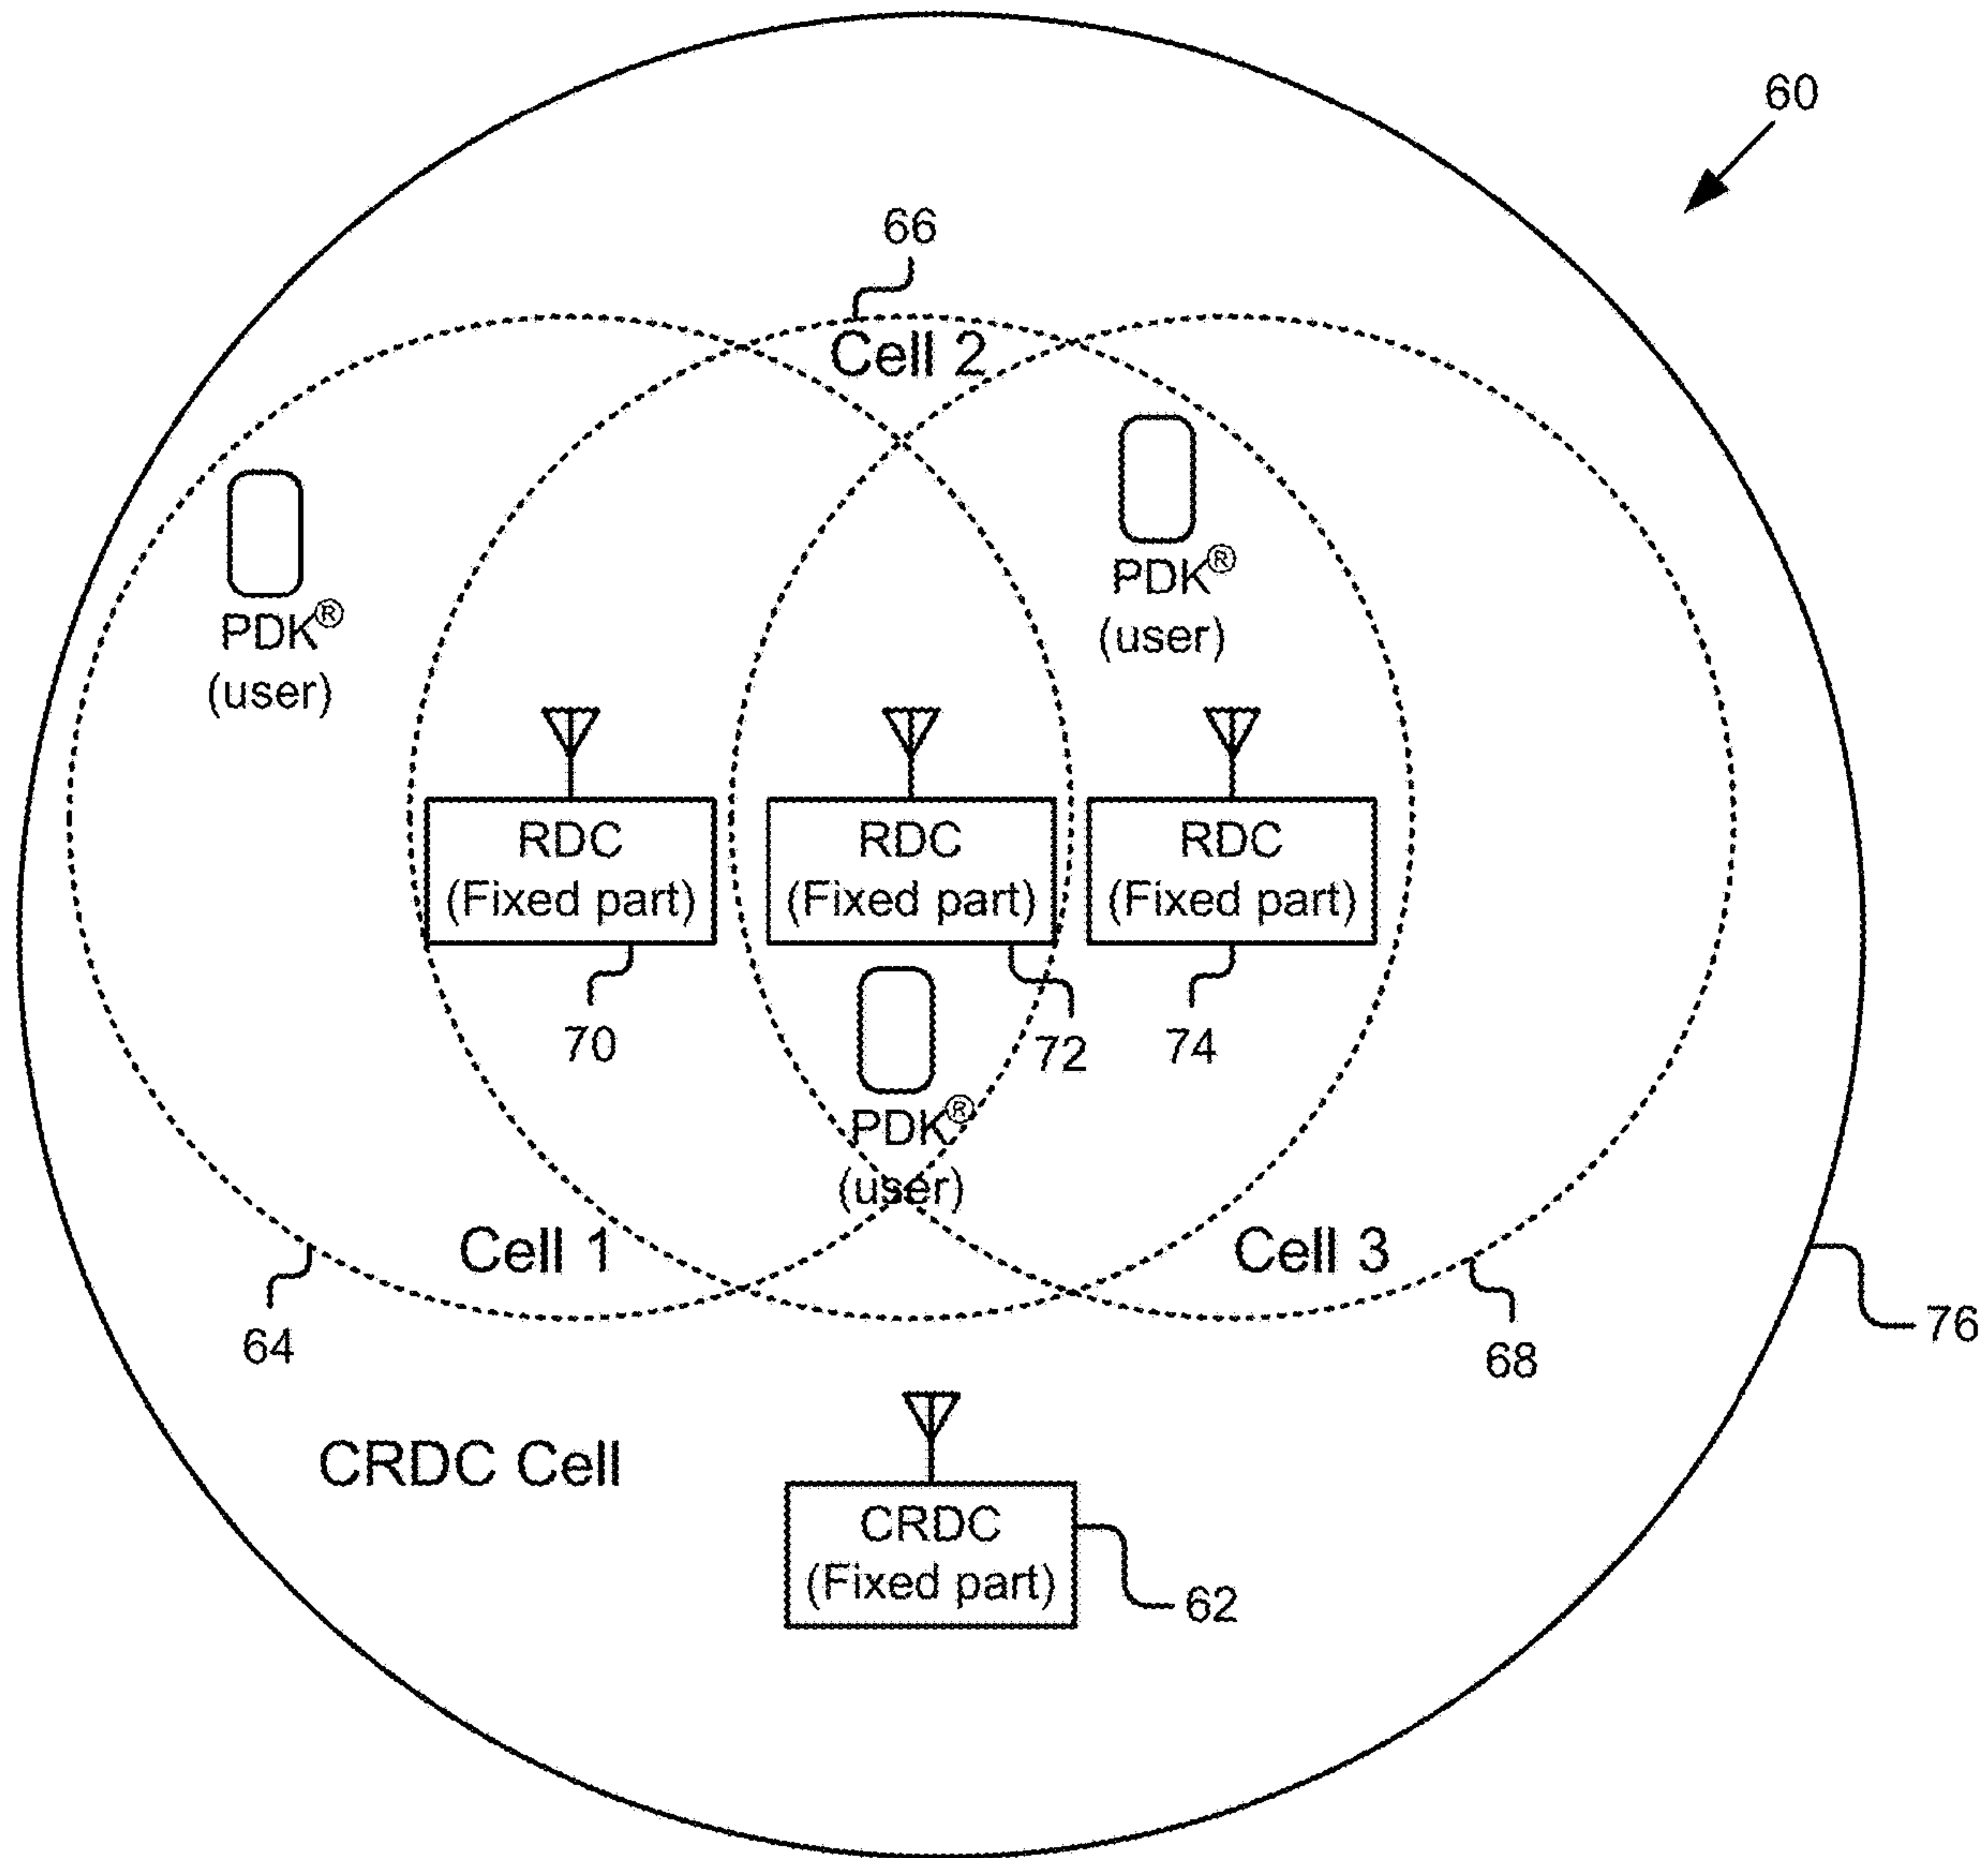 60
66
Cell 2
PDK®
(user)
PDK®
(user)
RDC
(Fixed part)
RDC
(Fixed part)
RDC
(Fixed part)
70
72
74
PDK®
(user)
Cell 1
Cell 3
64
68
76
CRDC Cell
CRDC
(Fixed part)
62